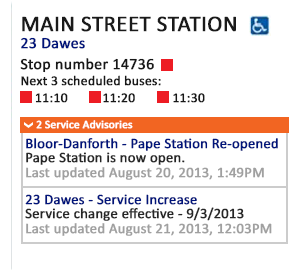 MAIN STREET STATION
23 Dawes
Stop number 14736
Next 3 scheduled buses:
11:10 11:20 11:30
2 Service Advisories
Bloor-Danforth - Pape Station Re-opened
Pape Station is now open.
Last updated August 20, 2013, 1:49PM
23 Dawes - Service Increase
Service change effective - 9/3/2013
Last updated August 21, 2013, 12:03PM